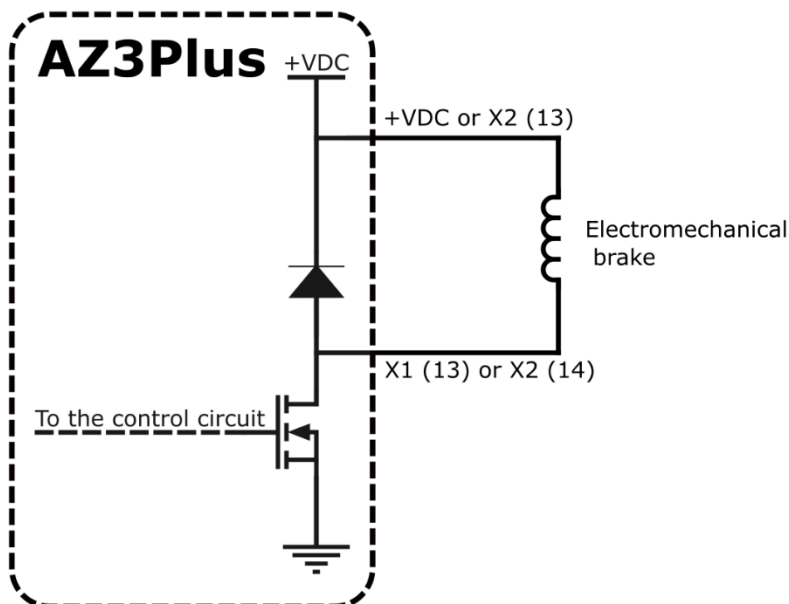 AZ3Plus
+VDC
+VDC or X2 (13)
Electromechanical
brake
X1 (13) or X2 (14)
To the control circuit